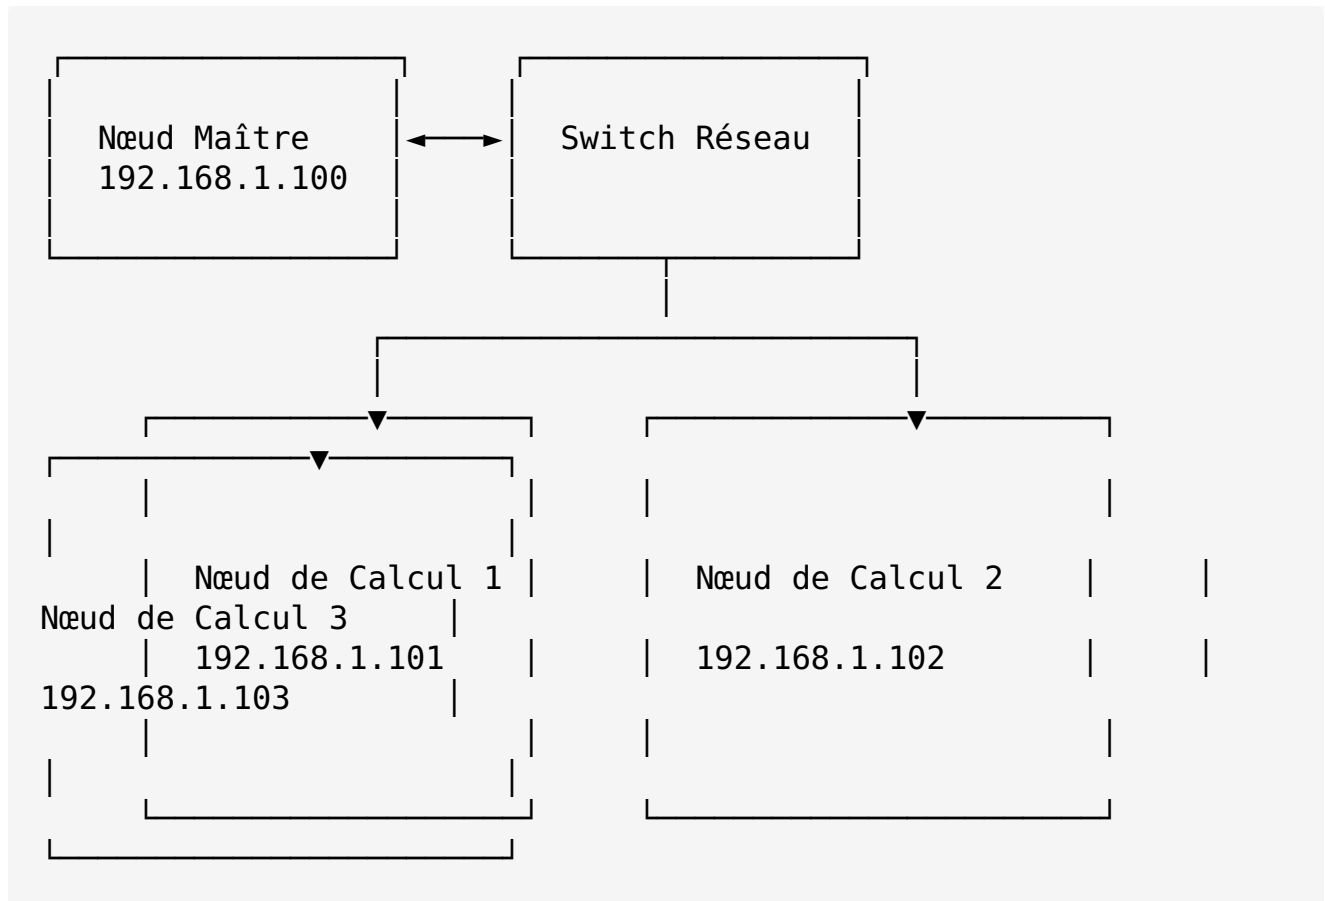 Nœud Maître Switch Réseau
192.168.1.100
Nœud de Calcul 1 Nœud de Calcul 2
Nœud de Calcul 3
192.168.1.101 192.168.1.102
192.168.1.103